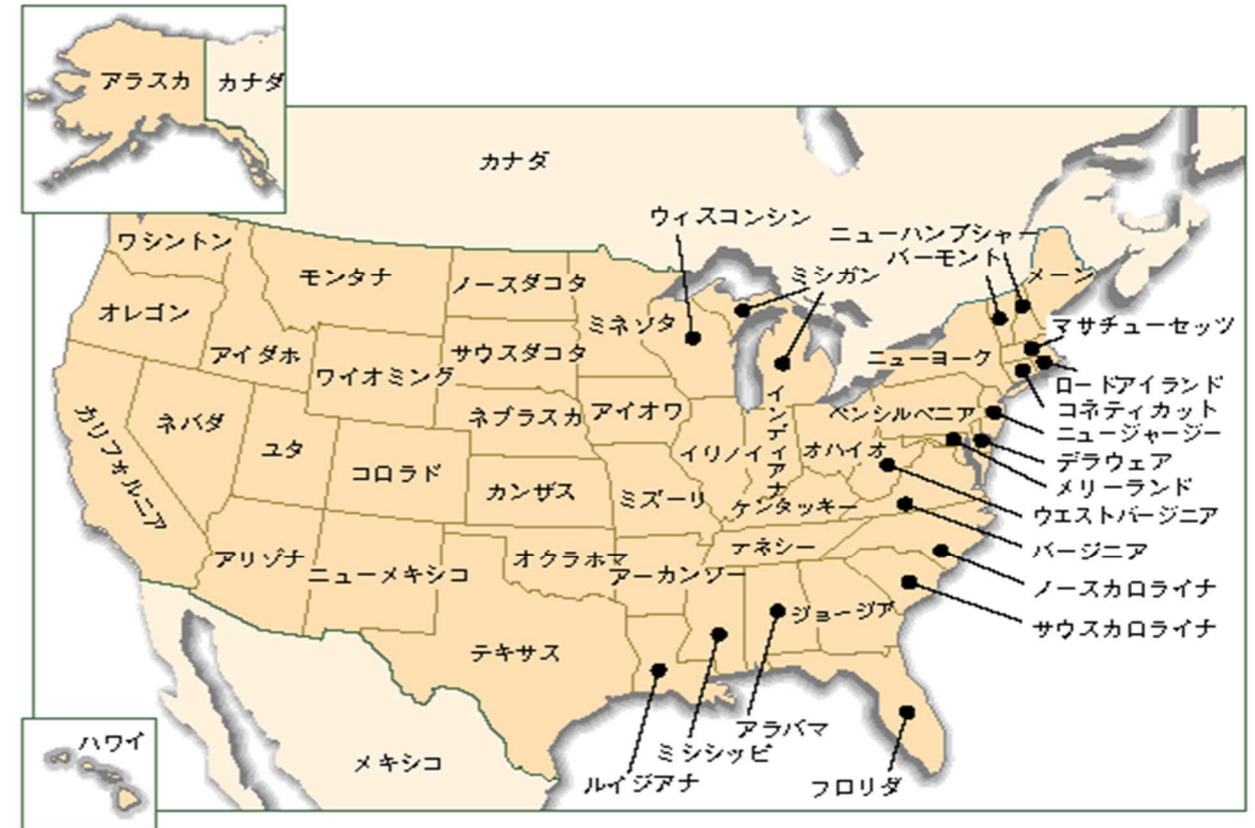 アラスカ
カナダ
カナダ
ウィスコンシン
ニューハンプシャー
バーモント
ミシガン
メーン
ワシントン
モンタナ
ノースダコタ
ミネソタ
オレゴン
マサチューセッツ
アイダホ
サウスダコタ
ニューヨーク
ワイオミング
ロードアイランド
コネティカット
ネブラスカ
アイオワ
インディアナ
ペンシルベニア
ニュージャージー
カリフォルニア
ネバダ
ユタ
コロラド
イリノイ
オハイオ
デラウェア
メリーランド
カンザス
ミズーリ
ケンタッキー
ウエストバージニア
アリゾナ
ニューメキシコ
オクラホマ
アーカンソー
テネシー
バージニア
ノースカロライナ
ジョージア
サウスカロライナ
テキサス
アラバマ
ミシシッピ
ルイジアナ
フロリダ
ハワイ
メキシコ